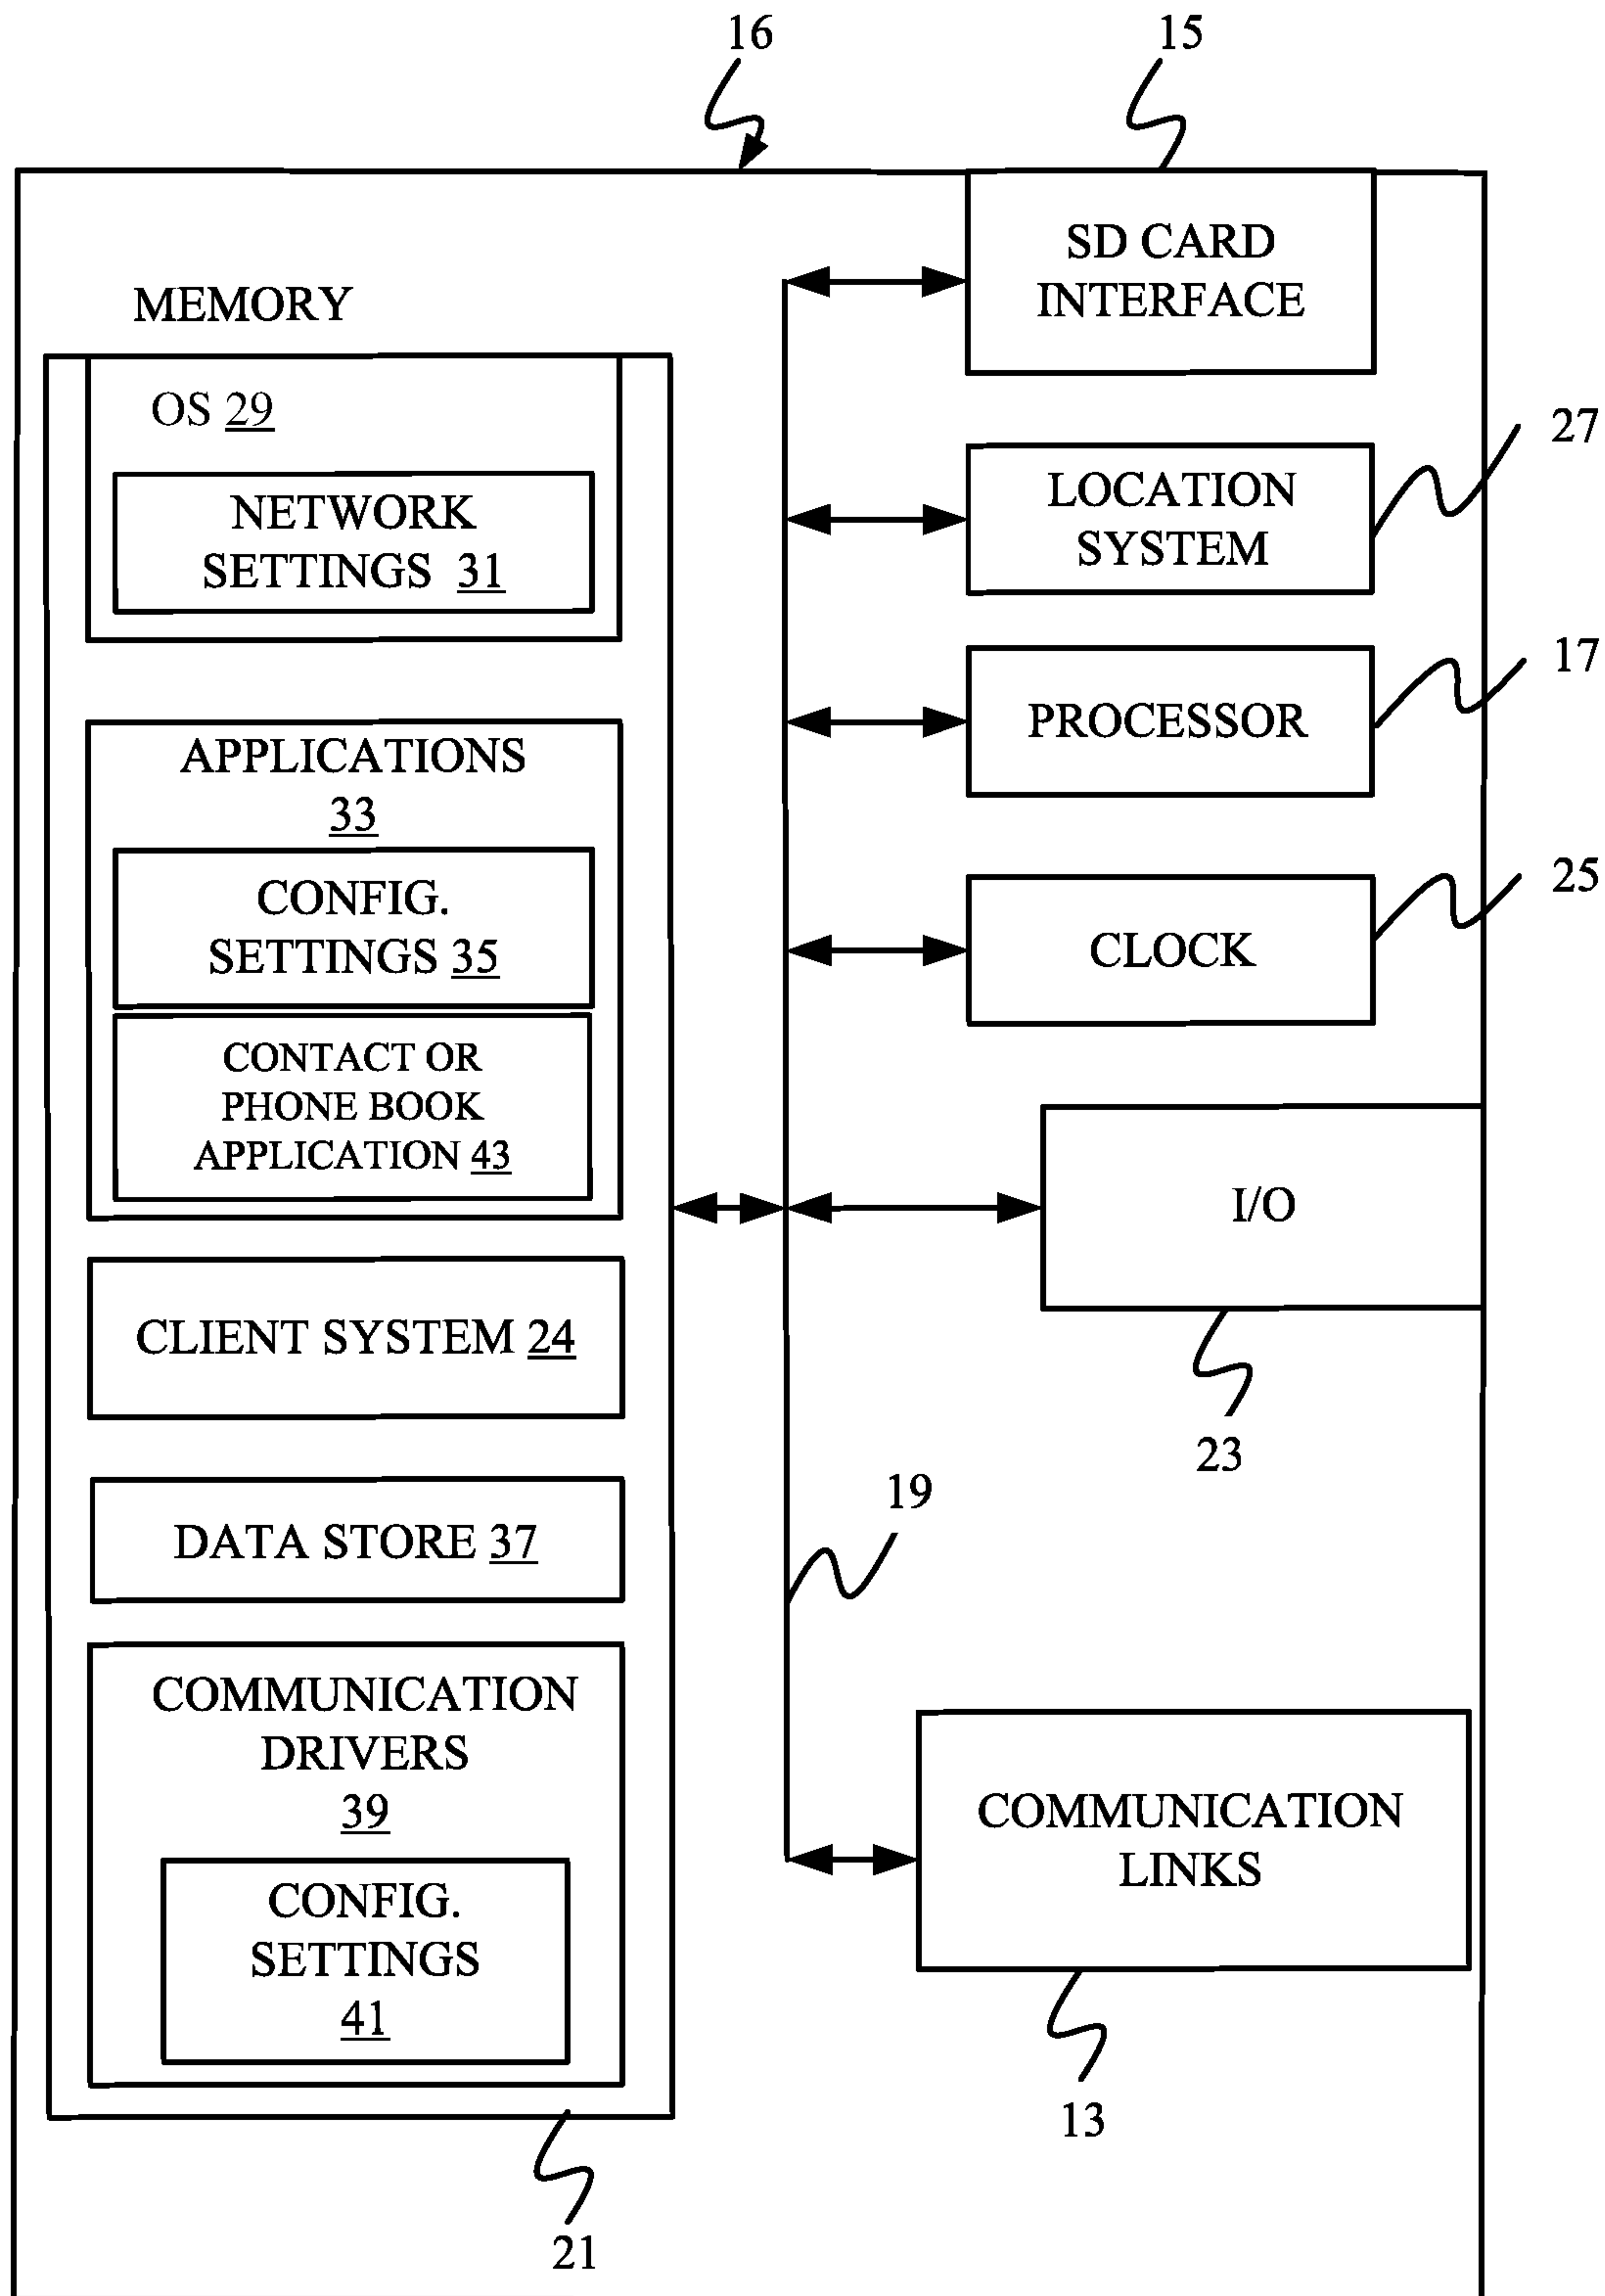 16
15
MEMORY
OS 29
NETWORK
SETTINGS 31
APPLICATIONS
33
CONFIG.
SETTINGS 35
CONTACT OR
PHONE BOOK
APPLICATION 43
CLIENT SYSTEM 24
DATA STORE 37
COMMUNICATION
DRIVERS
39
CONFIG.
SETTINGS
41
21
SD CARD
INTERFACE
27
LOCATION
SYSTEM
17
PROCESSOR
25
CLOCK
I/O
23
19
COMMUNICATION
LINKS
13